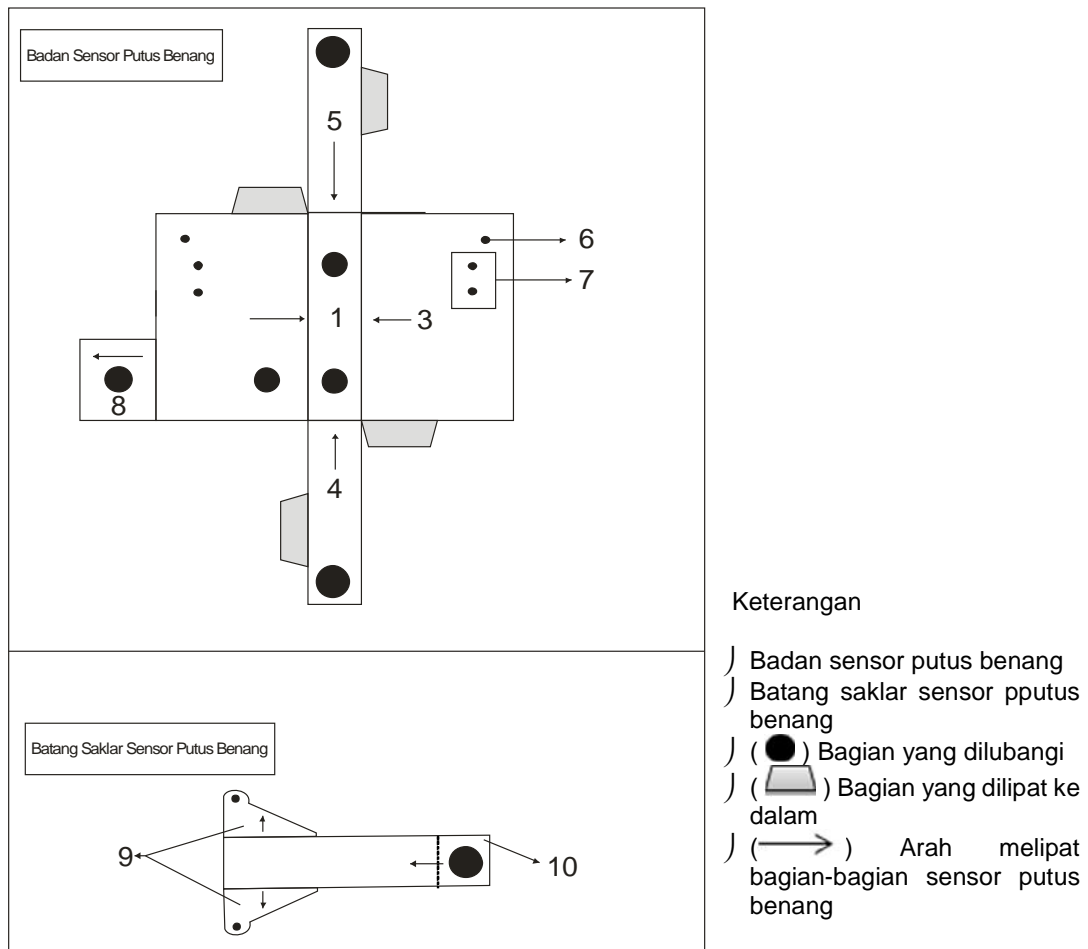 Badan Sensor Putus Benang
5
6
7
1
3
8
4
Batang Saklar Sensor Putus Benang
9
10
Keterangan
Badan sensor putus benang
Batang saklar sensor pputus
benang
( ) Bagian yang dilubangi
( ) Bagian yang dilipat ke
dalam
( ) Arah melipat
bagian-bagian sensor putus
benang